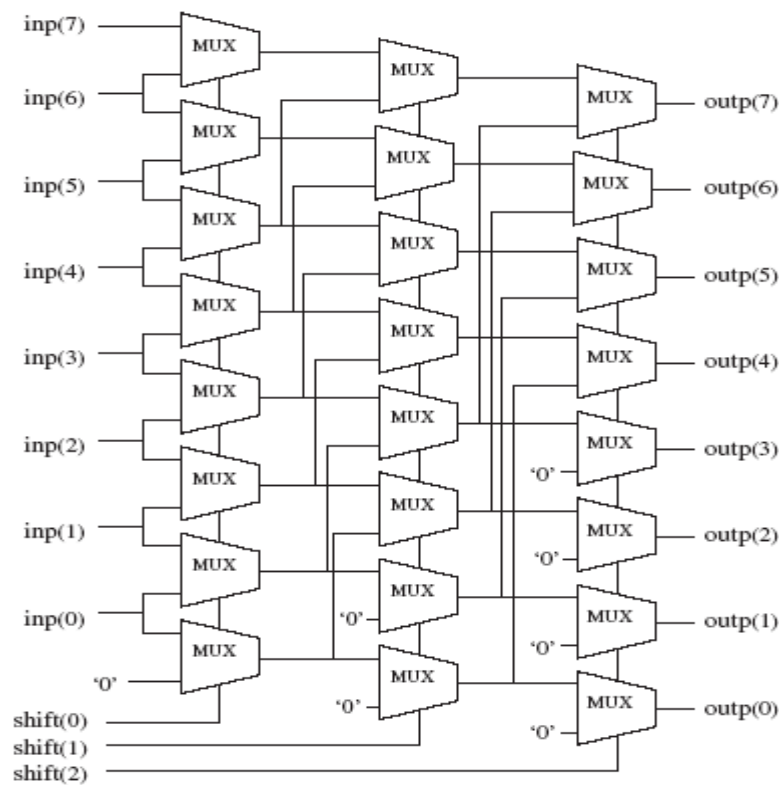 inp(7)
MUX
MUX
MUX
inp(6)
outp(7)
MUX
MUX
MUX
inp(5)
outp(6)
MUX
MUX
MUX
inp(4)
outp(5)
MUX
MUX
MUX
inp(3)
outp(4)
MUX
MUX
MUX
inp(2)
outp(3)
‘0’
MUX
MUX
MUX
inp(1)
outp(2)
‘0’
MUX
MUX
MUX
inp(0)
‘0’
outp(1)
‘0’
MUX
MUX
MUX
‘0’
‘0’
outp(0)
‘0’
shift(0)
shift(1)
shift(2)